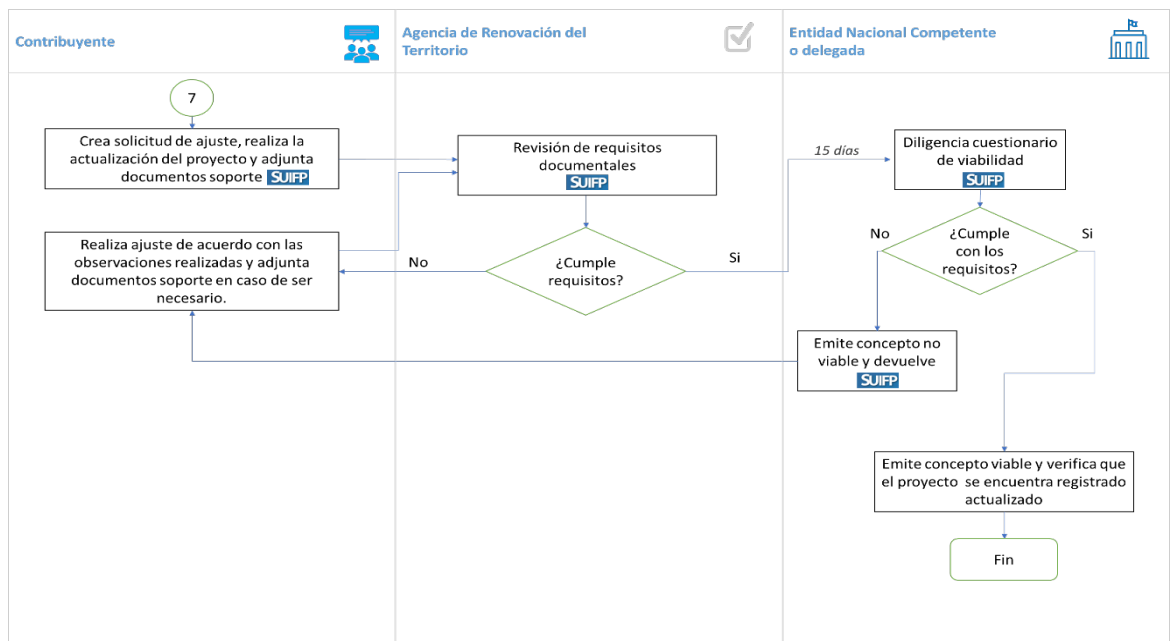 Contribuyente
Agencia de Renovación del
Territorio
Entidad Nacional Competente
o delegada
7
Crea solicitud de ajuste, realiza la
actualización del proyecto y adjunta
documentos soporte SUIFP
Revisión de requisitos
documentales
SUIFP
15 días
Diligencia cuestionario
de viabilidad
SUIFP
Realiza ajuste de acuerdo con las
observaciones realizadas y adjunta
documentos soporte en caso de ser
necesario.
No
¿Cumple
requisitos?
Si
No
¿Cumple
con los
requisitos?
Si
Emite concepto no
viable y devuelve
SUIFP
Emite concepto viable y verifica que
el proyecto se encuentra registrado
actualizado
Fin